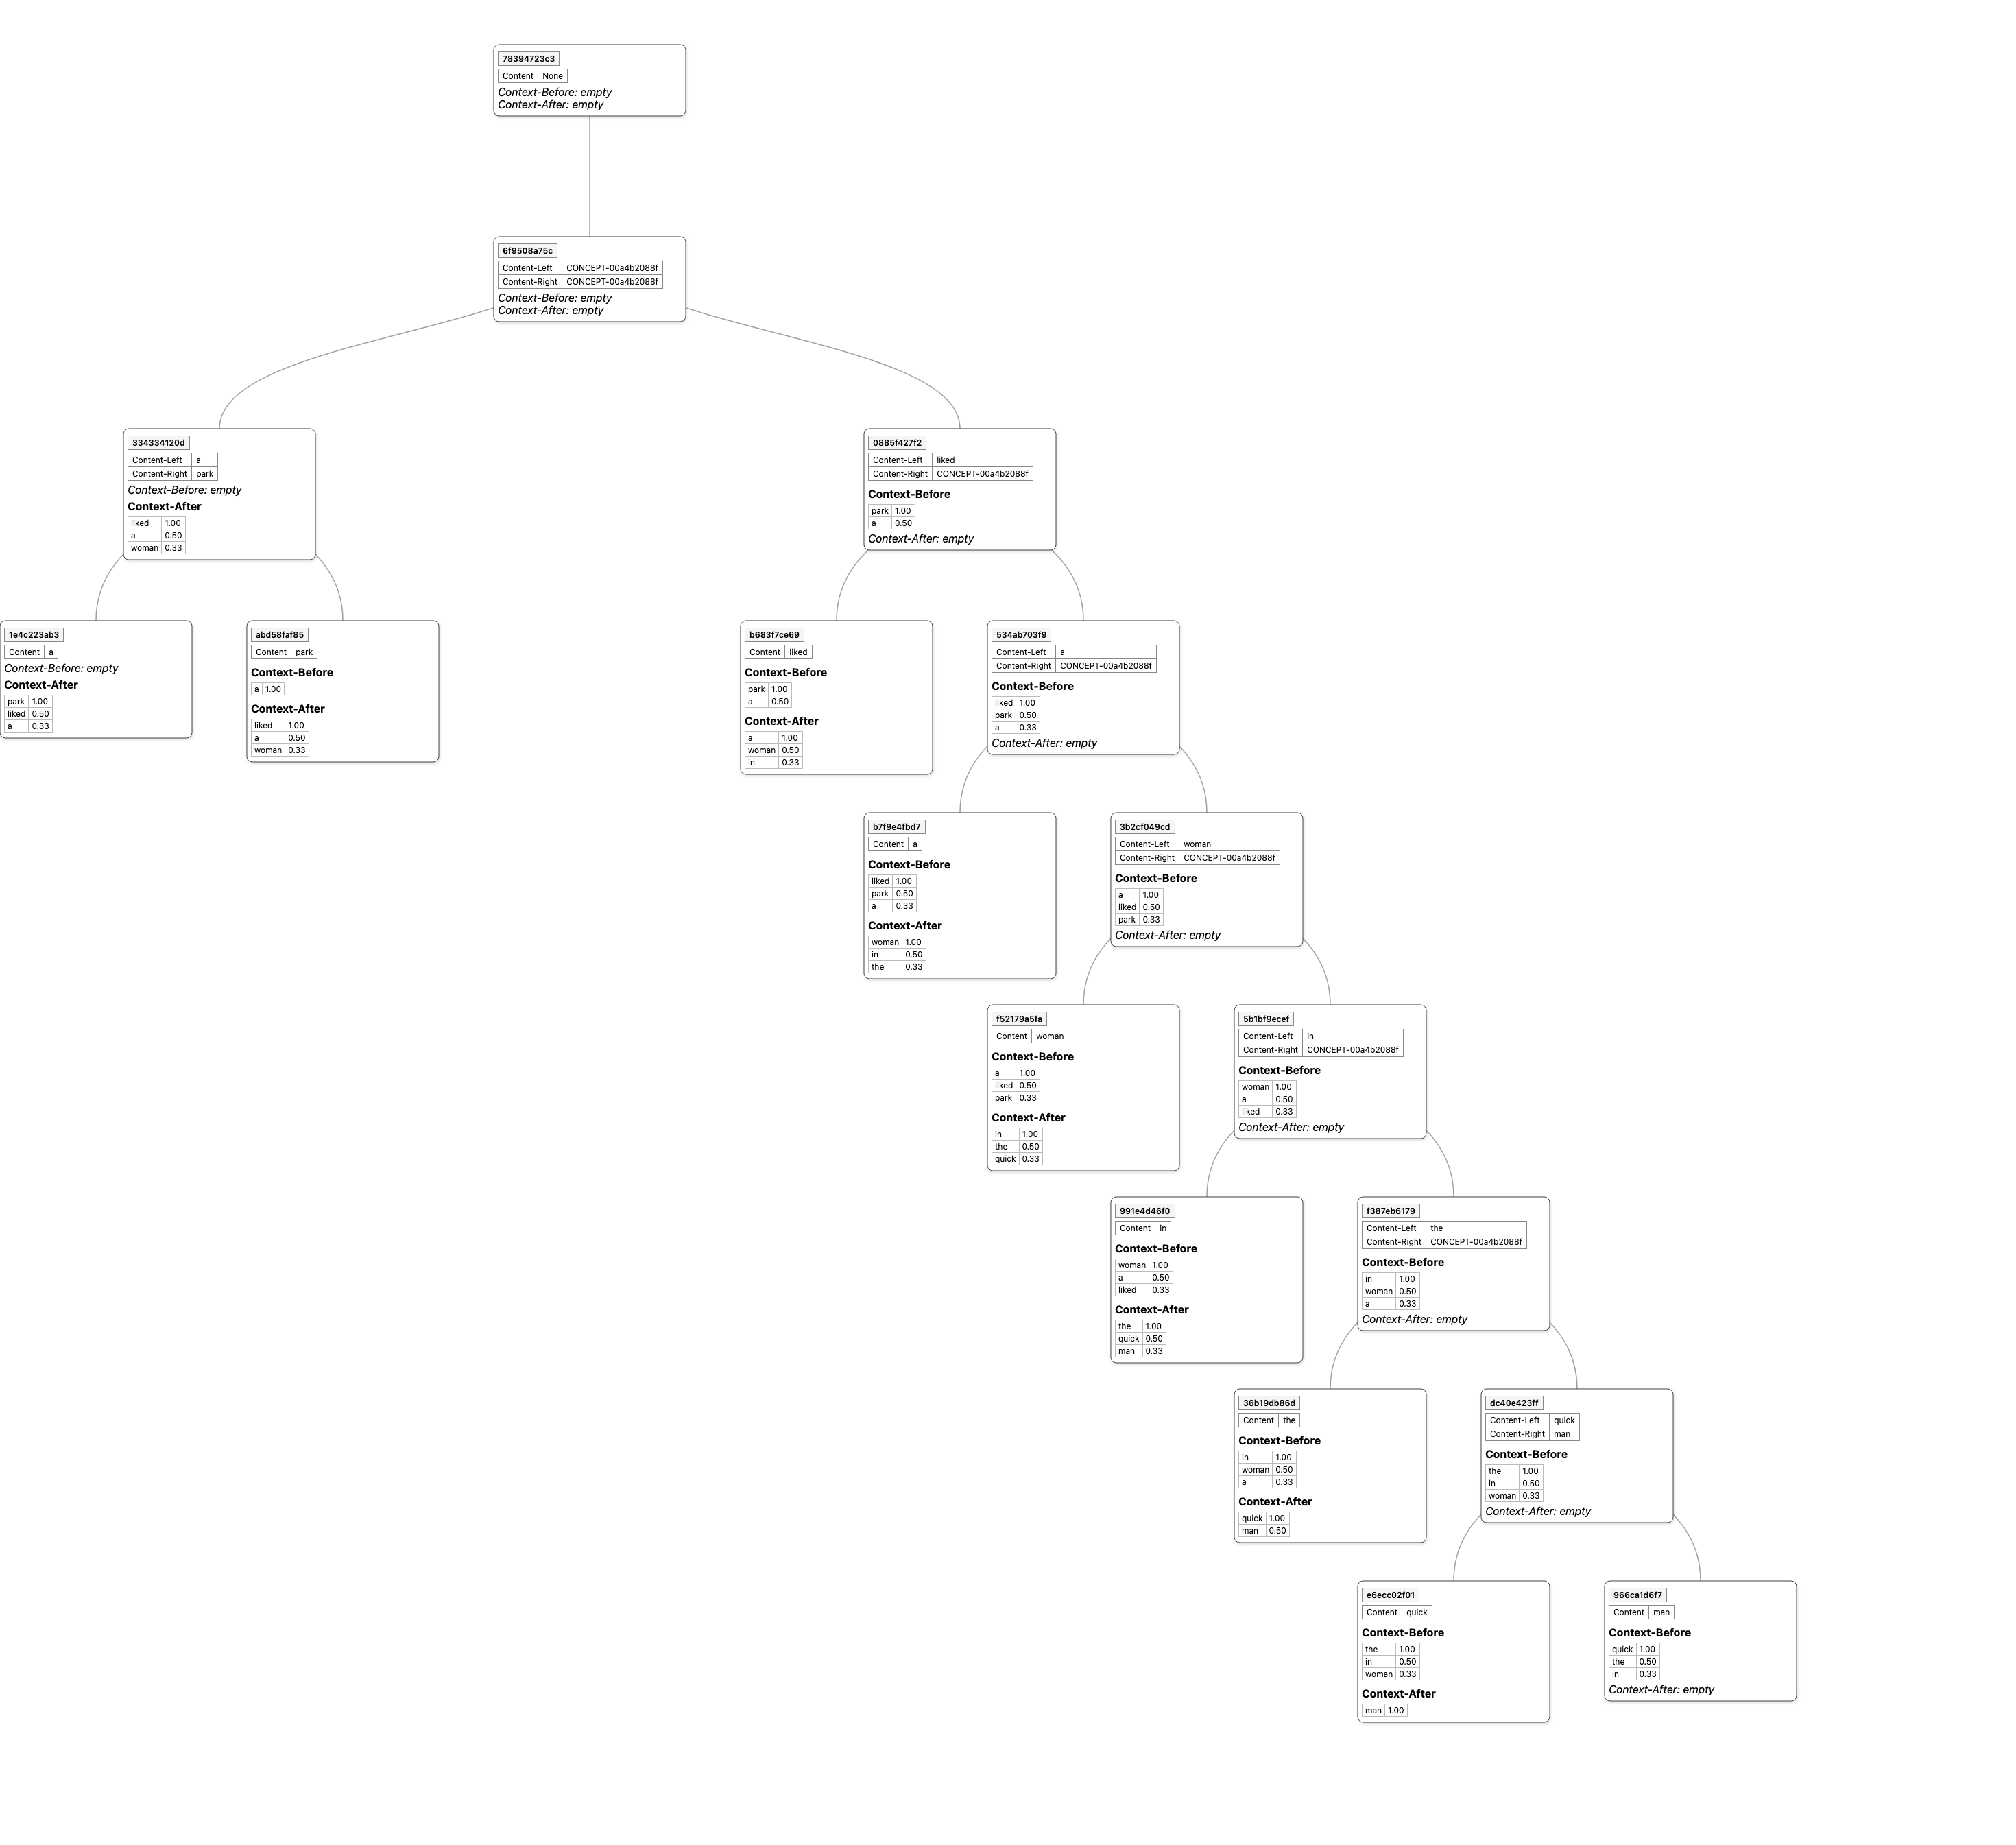 78394723c3
Content None
Context-Before: empty
Context-After: empty
6f9508a75c
Content-Left CONCEPT-00a4b2088f
Content-Right CONCEPT-00a4b2088f
Context-Before: empty
Context-After: empty
334334120d
Content-Left a
Content-Right park
Context-Before: empty
Context-After
liked 1.00
a 0.50
woman 0.33
0885f427f2
Content-Left liked
Content-Right CONCEPT-00a4b2088f
Context-Before
park 1.00
a 0.50
Context-After: empty
1e4c223ab3
Content a
Context-Before: empty
Context-After
park 1.00
liked 0.50
a 0.33
abd58faf85
Content park
Context-Before
a 1.00
Context-After
liked 1.00
a 0.50
woman 0.33
b683f7ce69
Content liked
Context-Before
park 1.00
a 0.50
Context-After
a 1.00
woman 0.50
in 0.33
534ab703f9
Content-Left a
Content-Right CONCEPT-00a4b2088f
Context-Before
liked 1.00
park 0.50
a 0.33
Context-After: empty
b7f9e4fbd7
Content a
Context-Before
liked 1.00
park 0.50
a 0.33
Context-After
woman 1.00
in 0.50
the 0.33
3b2cf049cd
Content-Left woman
Content-Right CONCEPT-00a4b2088f
Context-Before
a 1.00
liked 0.50
park 0.33
Context-After: empty
f52179a5fa
Content woman
Context-Before
a 1.00
liked 0.50
park 0.33
Context-After
in 1.00
the 0.50
quick 0.33
5b1bf9ecef
Content-Left in
Content-Right CONCEPT-00a4b2088f
Context-Before
woman 1.00
a 0.50
liked 0.33
Context-After: empty
991e4d46f0
Content in
Context-Before
woman 1.00
a 0.50
liked 0.33
Context-After
the 1.00
quick 0.50
man 0.33
f387eb6179
Content-Left the
Content-Right CONCEPT-00a4b2088f
Context-Before
in 1.00
woman 0.50
a 0.33
Context-After: empty
36b19db86d
Content the
Context-Before
in 1.00
woman 0.50
a 0.33
Context-After
quick 1.00
man 0.50
dc40e423ff
Content-Left quick
Content-Right man
Context-Before
the 1.00
in 0.50
woman 0.33
Context-After: empty
e6ecc02f01
Content quick
Context-Before
the 1.00
in 0.50
woman 0.33
Context-After
man 1.00
966ca1d6f7
Content man
Context-Before
quick 1.00
the 0.50
in 0.33
Context-After: empty